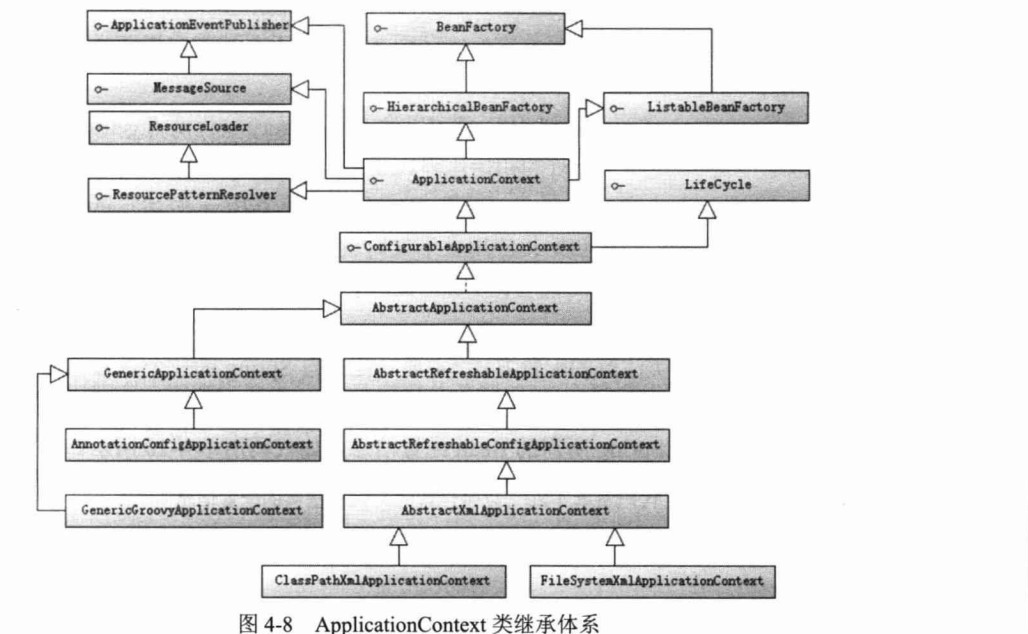 ApplicationEventPublisher
BeanFactory
MessageSource
HierarchicalBeanFactory
ListableBeanFactory
ResourceLoader
ApplicationContext
LifeCycle
ResourcePatternResolver
ConfigurableApplicationContext
AbstractApplicationContext
GenericApplicationContext
AbstractRefreshableApplicationContext
AnnotationConfigApplicationContext
AbstractRefreshableConfigApplicationContext
GenericGroovyApplicationContext
AbstractXmlApplicationContext
ClassPathXmlApplicationContext
FileSystemXmlApplicationContext
图 4-8 ApplicationContext 类继承体系